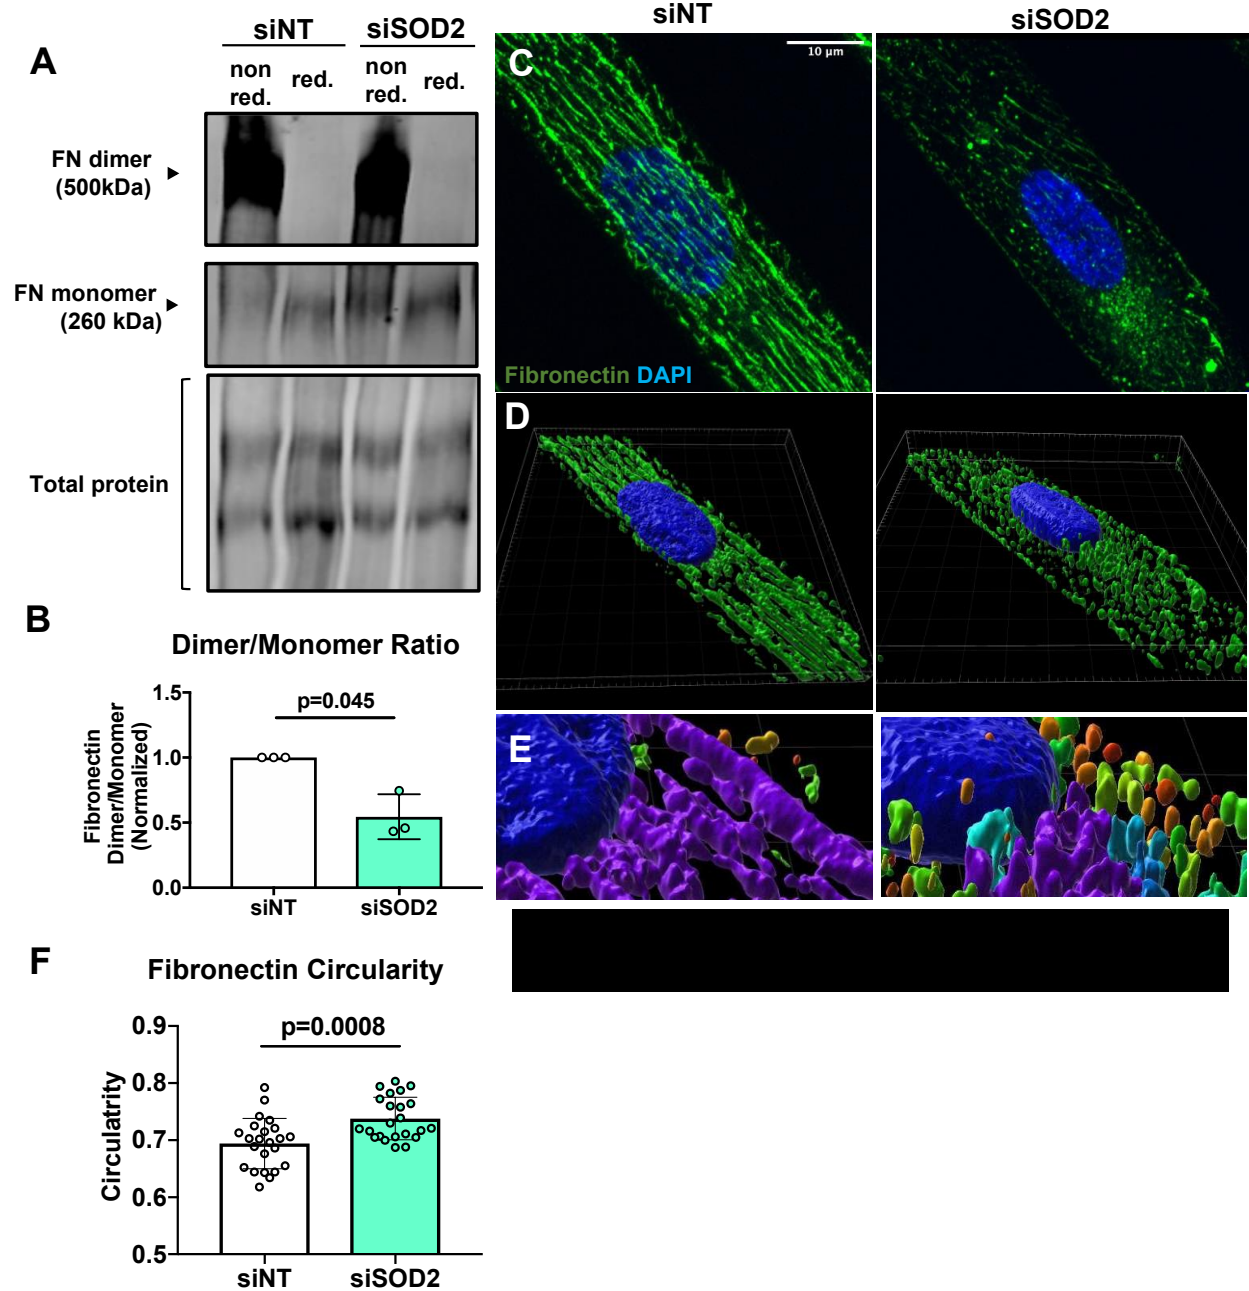 A
siNT siSOD2
non red. red. non red. red.
FN dimer
(500kDa)
FN monomer
(260 kDa)
Total protein
B
Dimer/Monomer Ratio
Fibronectin
Dimer/Monomer
(Normalized)
1.5
1.0
0.5
0.0
p=0.045
siNT siSOD2
siNT siSOD2
C
10 µm
Fibronectin DAPI
D
E
F
Fibronectin Circularity
Circulatrity
0.9
0.8
0.7
0.6
0.5
p=0.0008
siNT siSOD2